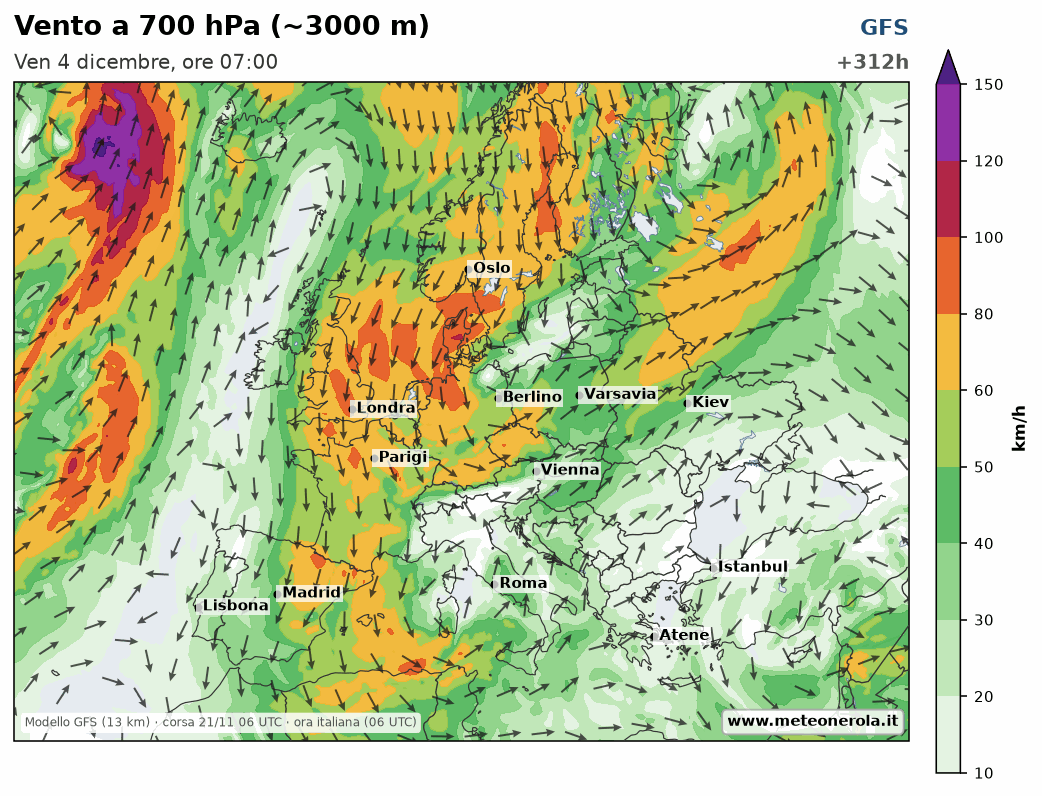 Vento a 700 hPa (~3000 m)
GFS
Ven 4 dicembre, ore 07:00
+312h
150
120
100
80
60
50
40
30
20
10
km/h
Oslo
Berlino
Varsavia
Kiev
Londra
Parigi
Vienna
Istanbul
Roma
Madrid
Lisbona
Atene
Modello GFS (13 km) · corsa 21/11 06 UTC · ora italiana (06 UTC)
www.meteonerola.it